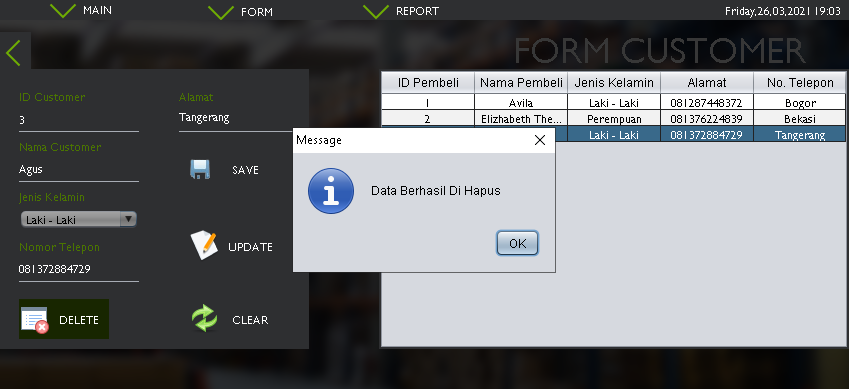 MAIN
FORM
REPORT
Friday,26,03,2021 19:03
FORM CUSTOMER
ID Customer
3
Alamat
Tangerang
Nama Customer
Agus
SAVE
Jenis Kelamin
Laki - Laki
Nomor Telepon
081372884729
UPDATE
DELETE
CLEAR
ID Pembeli Nama Pembeli Jenis Kelamin Alamat No. Telepon
1 Avila Laki - Laki 081287448372 Bogor
2 Elizhabeth The... Perempuan 081376224839 Bekasi
Laki - Laki 081372884729 Tangerang
Message
Data Berhasil Di Hapus
OK